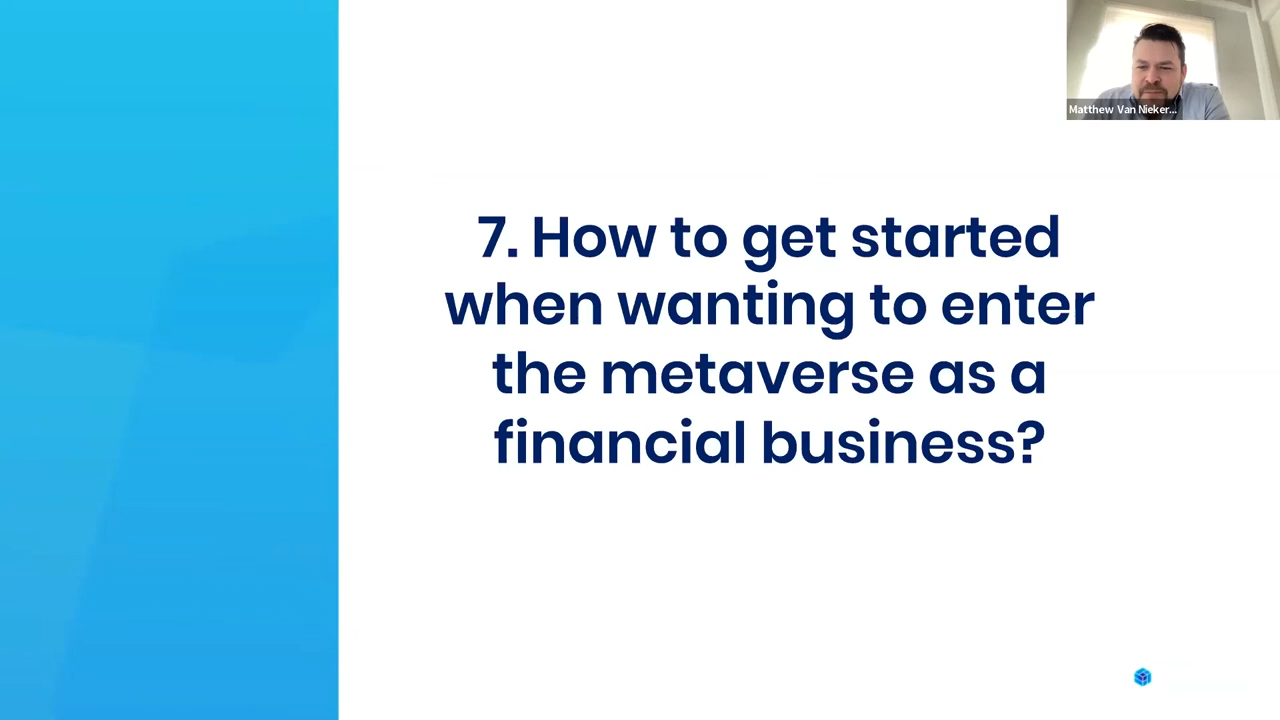 Matthew Van Nieker...
7. How to get started
when wanting to enter
the metaverse as a
financial business?